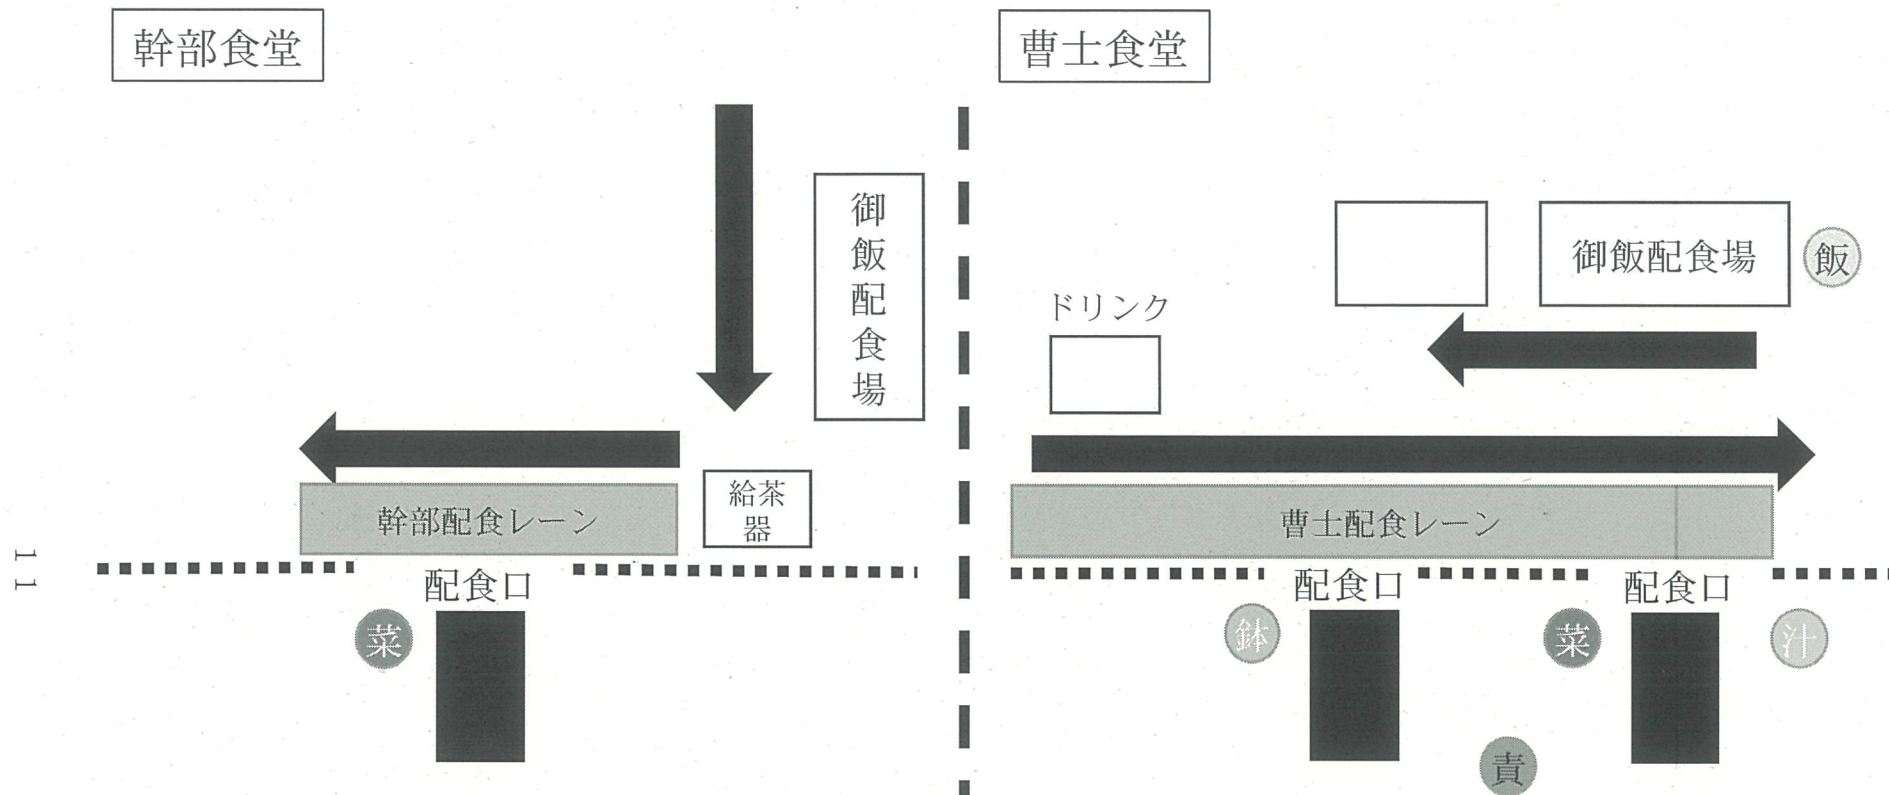 幹部食堂
御飯配食場
給茶
器
幹部配食レーン
配食口
菜
曹士食堂
御飯配食場
飯
ドリンク
曹士配食レーン
配食口
配食口
鉢
菜
汁
責
11